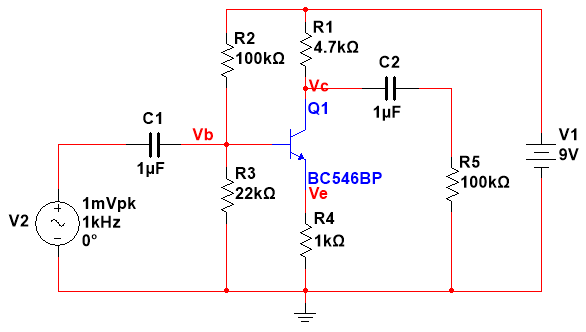 R2
100kΩ
R1
4.7kΩ
C2
1µF
Vc
Q1
C1
1µF
Vb
V1
9V
BC546BP
Ve
R5
100kΩ
R3
22kΩ
R4
1kΩ
V2
1mVpk
1kHz
0°